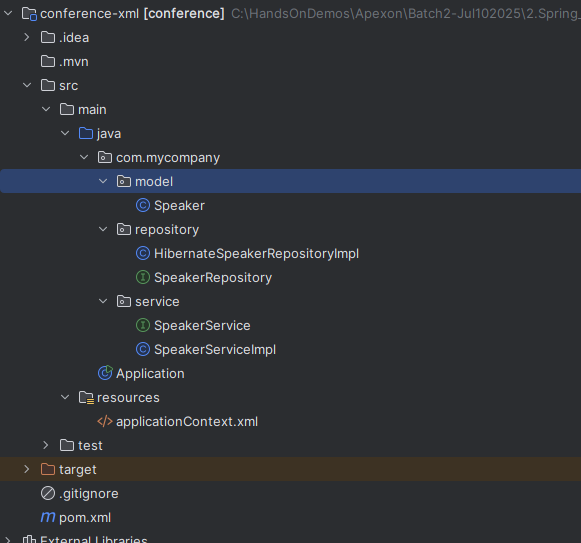 conference-xml [conference] C:\HandsOnDemos\Apexon\Batch2-Jul102025\2.Spring_
.idea
.mvn
src
main
java
com.mycompany
model
Speaker
repository
HibernateSpeakerRepositoryImpl
SpeakerRepository
service
SpeakerService
SpeakerServiceImpl
Application
resources
applicationContext.xml
test
target
.gitignore
pom.xml
External Libraries